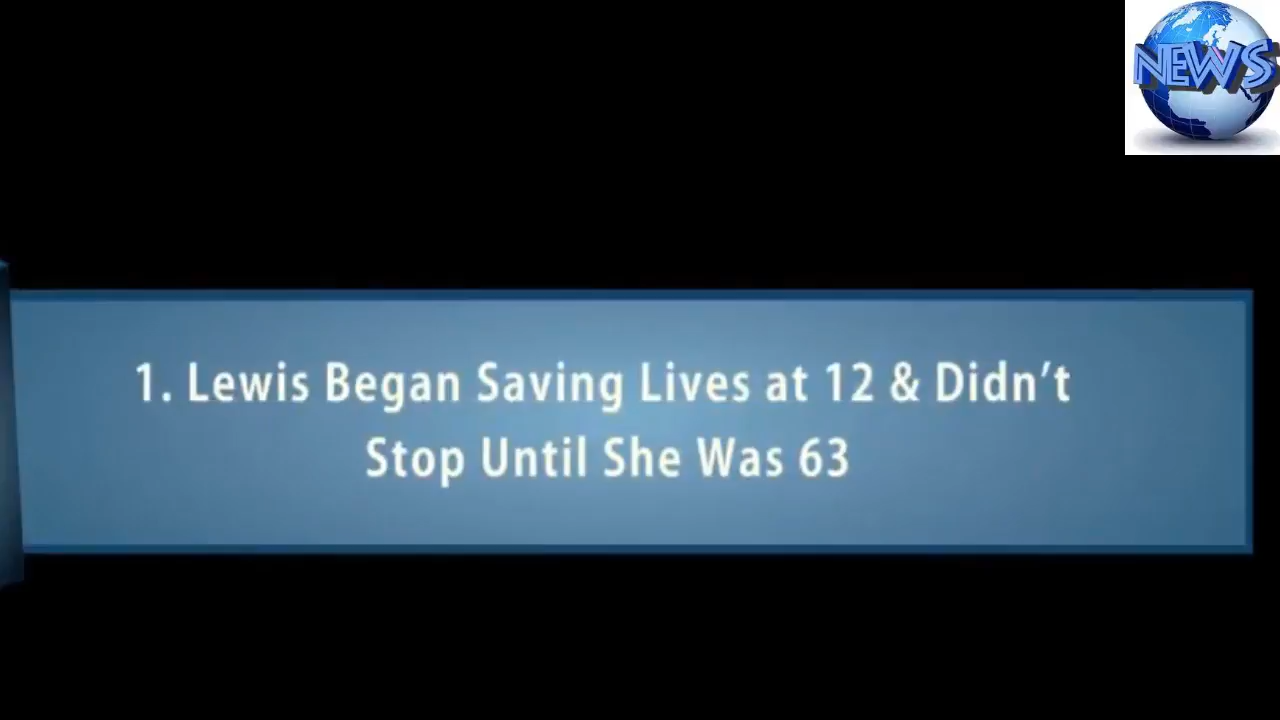 NEWS
1. Lewis Began Saving Lives at 12 & Didn’t
Stop Until She Was 63